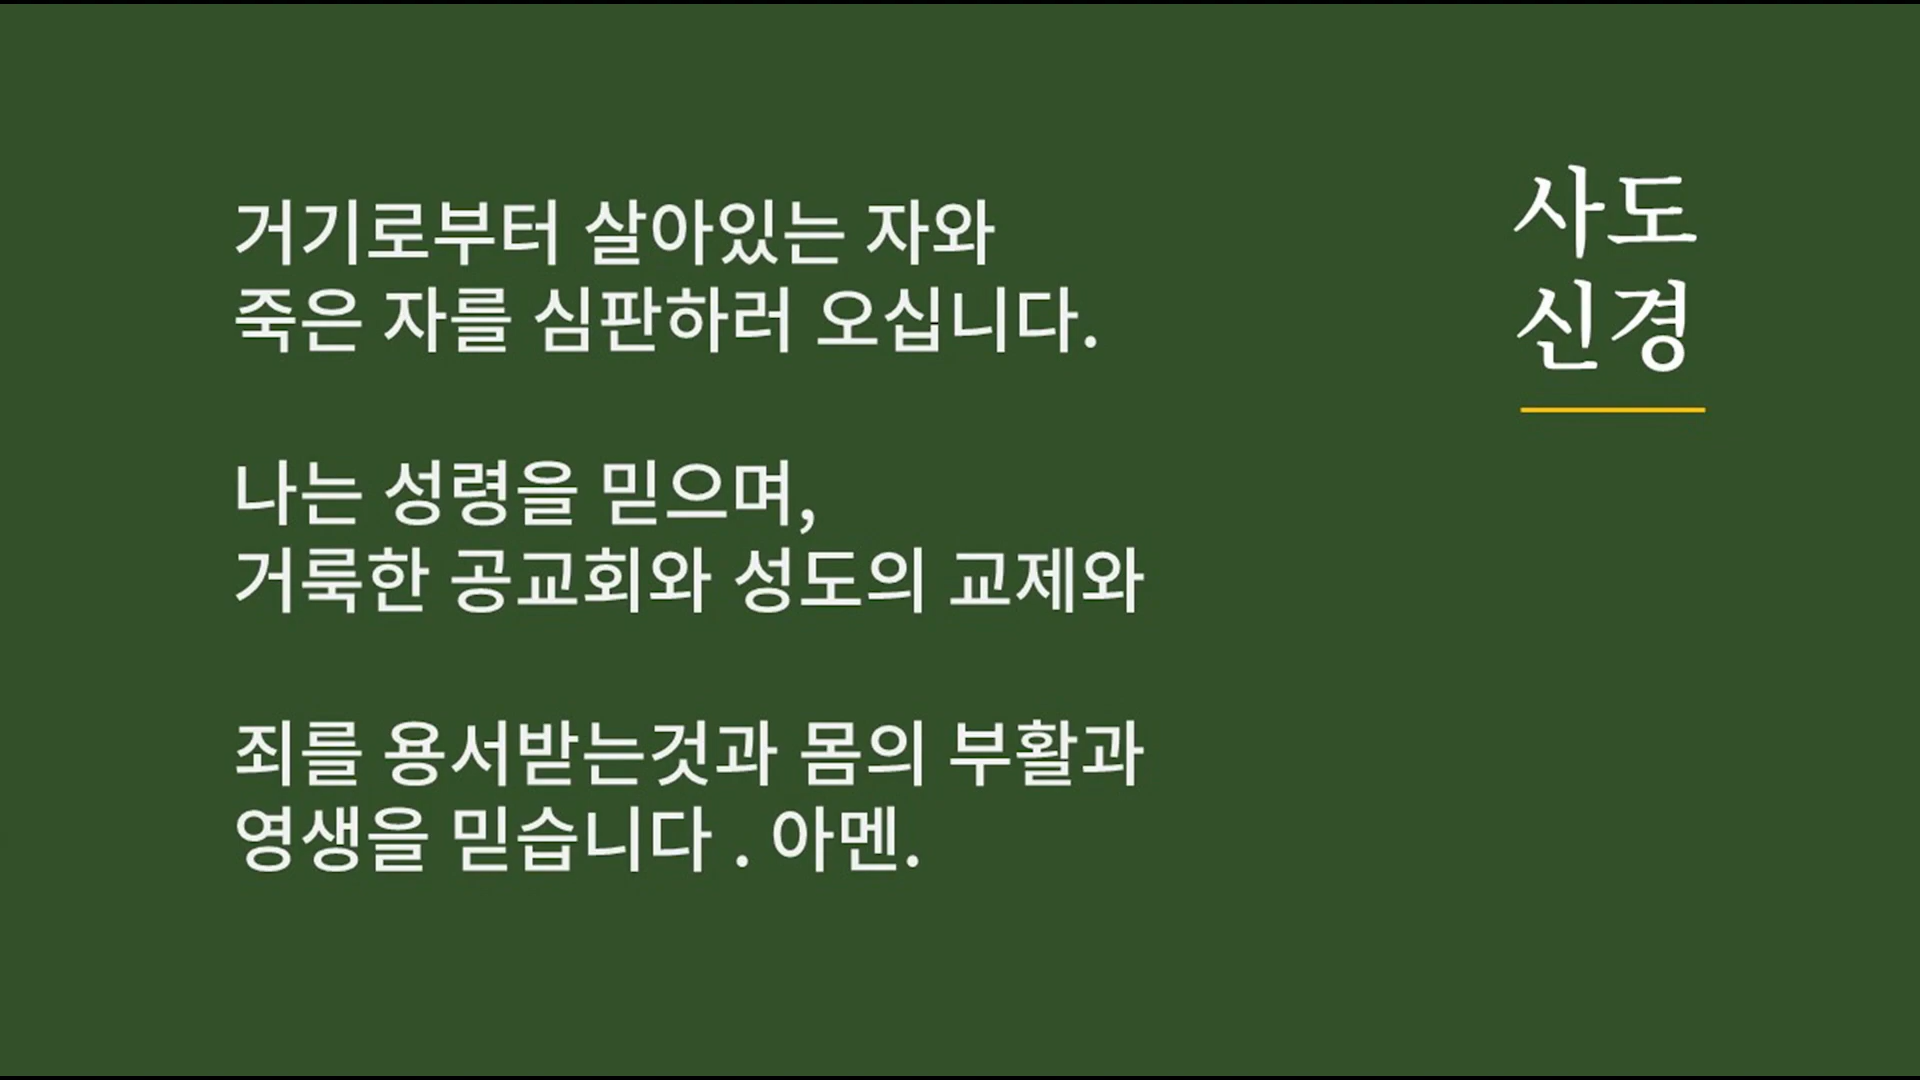 사도
신경
거기로부터 살아있는 자와
죽은 자를 심판하러 오십니다.
나는 성령을 믿으며,
거룩한 공교회와 성도의 교제와
죄를 용서받는것과 몸의 부활과
영생을 믿습니다 . 아멘.